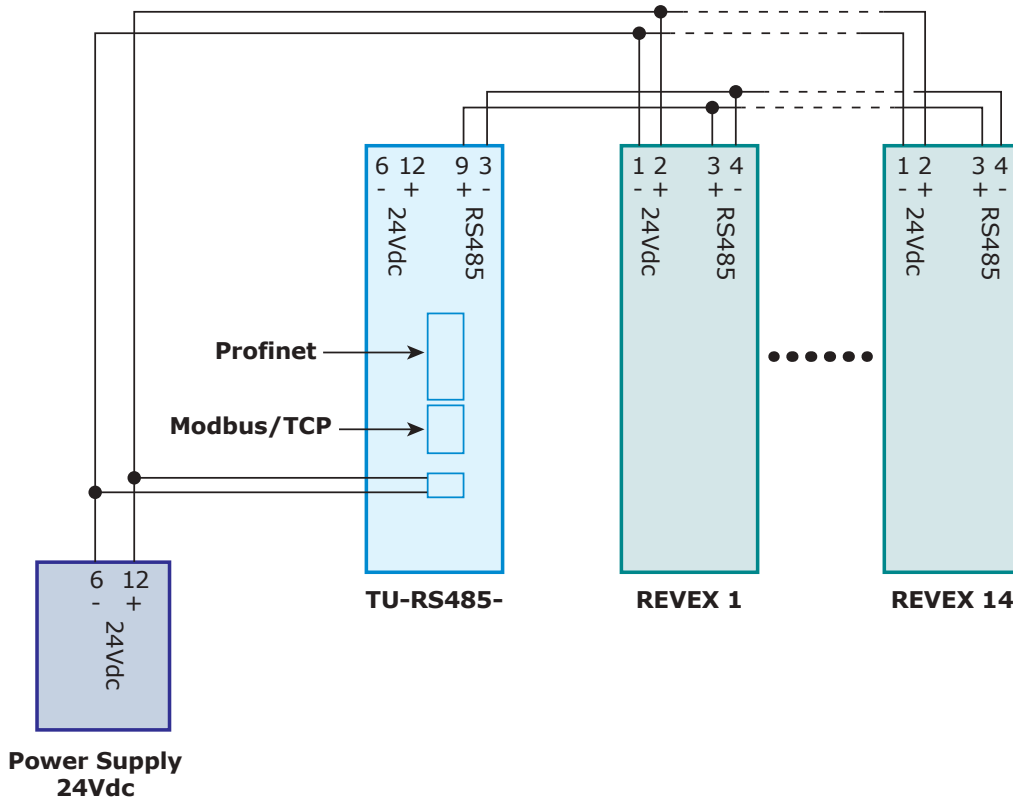 6 12 9 3
- + + -
24Vdc RS485
Profinet
Modbus/TCP
TU-RS485-
1 2 3 4
- + + -
24Vdc RS485
REVEX 1
1 2 3 4
- + + -
24Vdc RS485
REVEX 14
6 12
- +
24Vdc
Power Supply
24Vdc